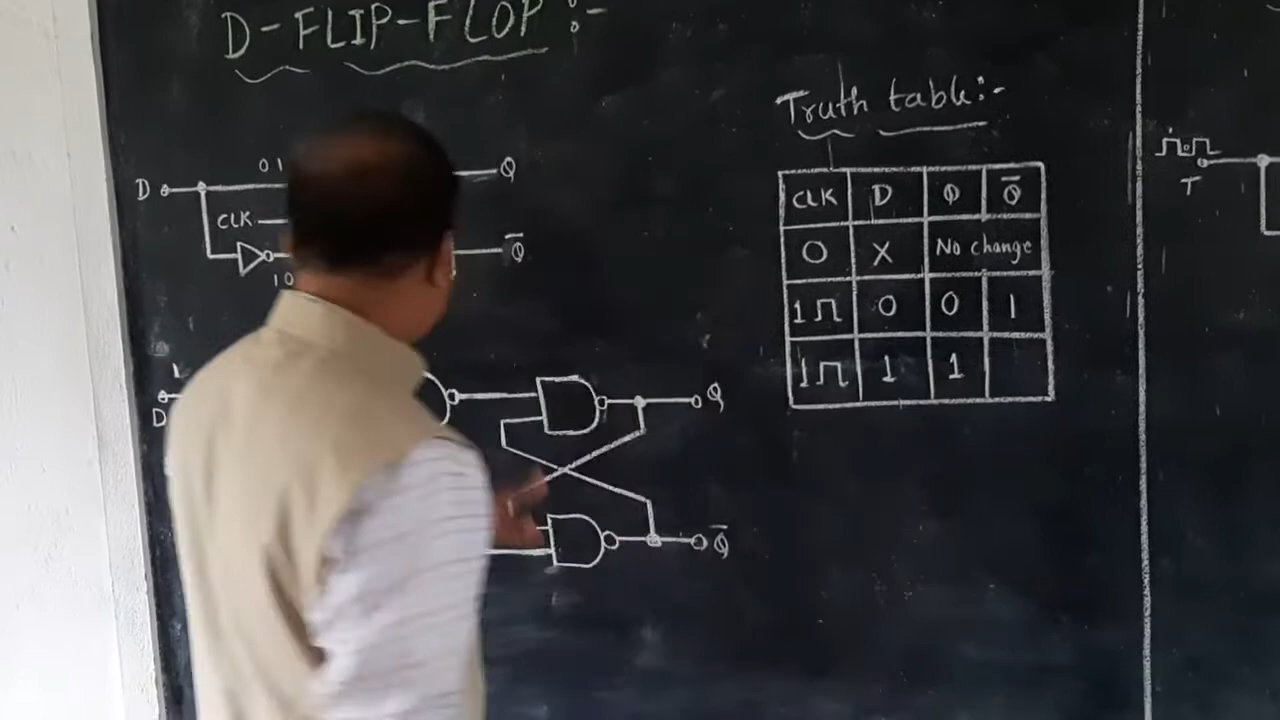 D-FLIP-FLOP :-
Truth table:-
D 0 1 Q
CLK
1 0 Q̅
1
D
Q
Q̅
CLK D Q Q̅
0 X No change
1 0 0 1
1 1 1
T